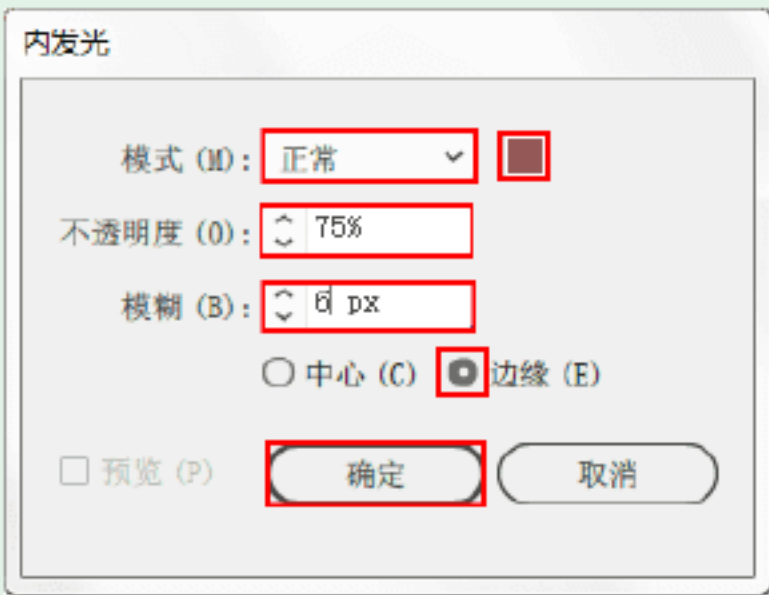 内发光
模式(M): 正常
不透明度(O): 75%
模糊(B): 6 px
中心(C) 边缘(E)
预览(P) 确定 取消